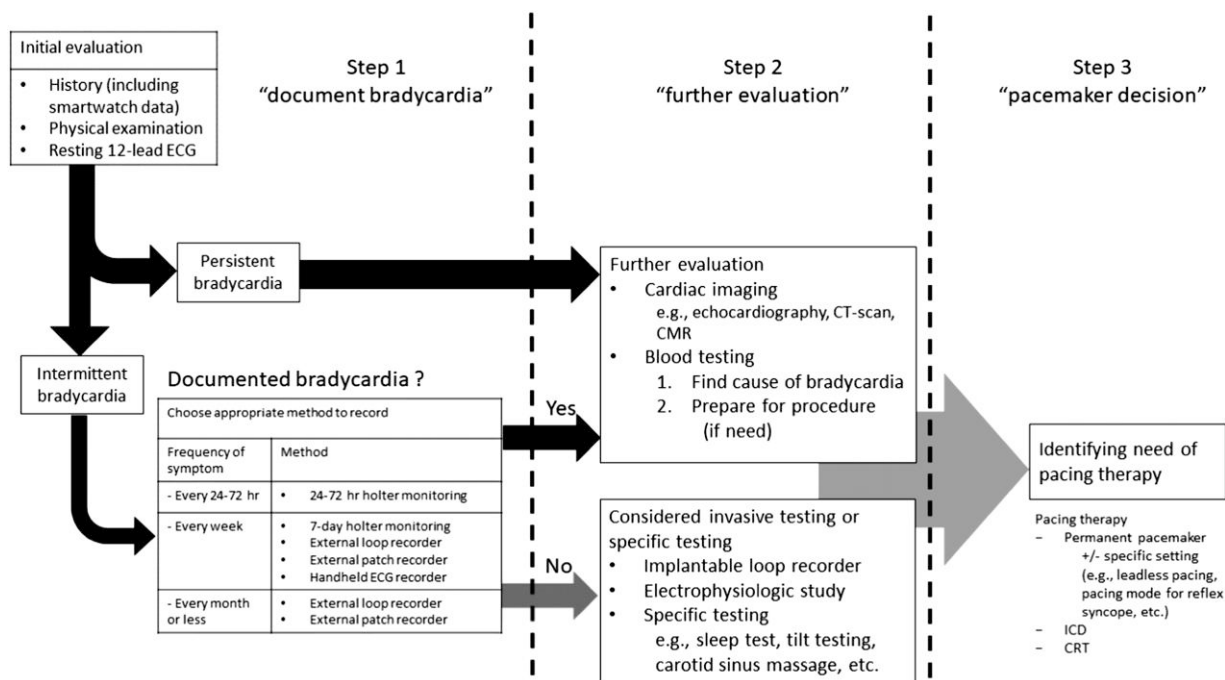 Initial evaluation
• History (including
smartwatch data)
• Physical examination
• Resting 12-lead ECG
Step 1
“document bradycardia”
Step 2
“further evaluation”
Step 3
“pacemaker decision”
Persistent
bradycardia
Intermittent
bradycardia
Documented bradycardia ?
Choose appropriate method to record
Frequency of
symptom
Method
- Every 24-72 hr
• 24-72 hr holter monitoring
- Every week
• 7-day holter monitoring
• External loop recorder
• External patch recorder
• Handheld ECG recorder
- Every month
or less
• External loop recorder
• External patch recorder
Yes
No
Further evaluation
• Cardiac imaging
e.g., echocardiography, CT-scan,
CMR
• Blood testing
1. Find cause of bradycardia
2. Prepare for procedure
(if need)
Considered invasive testing or
specific testing
• Implantable loop recorder
• Electrophysiologic study
• Specific testing
e.g., sleep test, tilt testing,
carotid sinus massage, etc.
Identifying need of
pacing therapy
Pacing therapy
– Permanent pacemaker
+/- specific setting
(e.g., leadless pacing,
pacing mode for reflex
syncope, etc.)
– ICD
– CRT